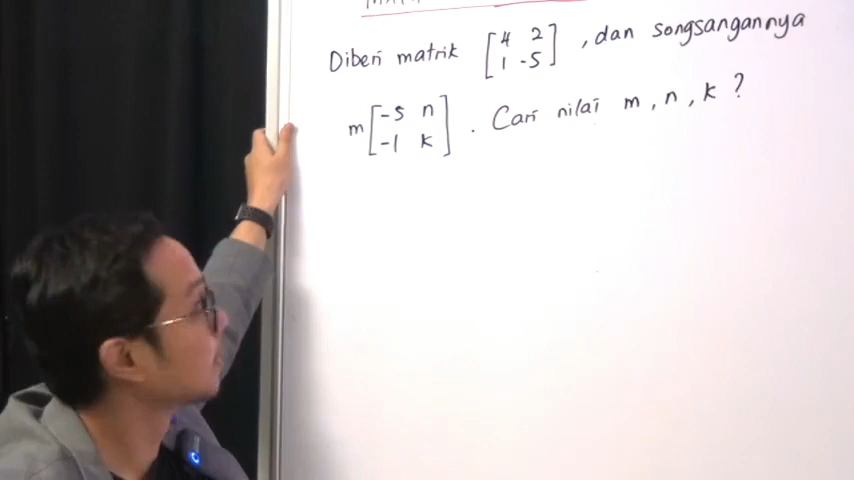 Diberi matrik [4 2 1 -5] , dan songsangannya
m[-5 n -1 k] . Cari nilai m , n , k ?